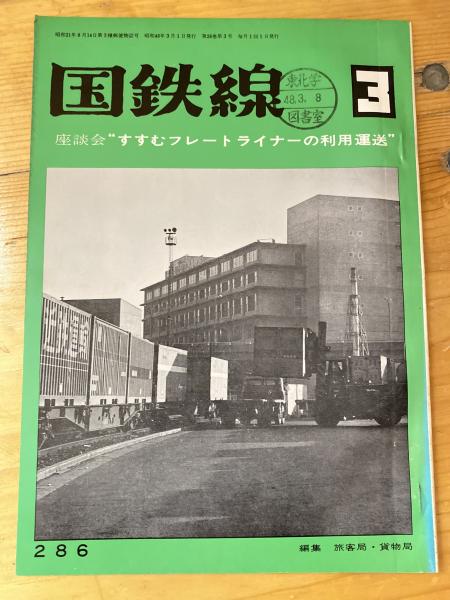 昭和21年8月14日第3種郵便物認可 昭和48年3月1日発行 第28巻第3号 毎月1回1日発行
国鉄線 3
東北学
48.3.8
図書室
座談会“すすむフレートライナーの利用運送”
286 編集 旅客局・貨物局